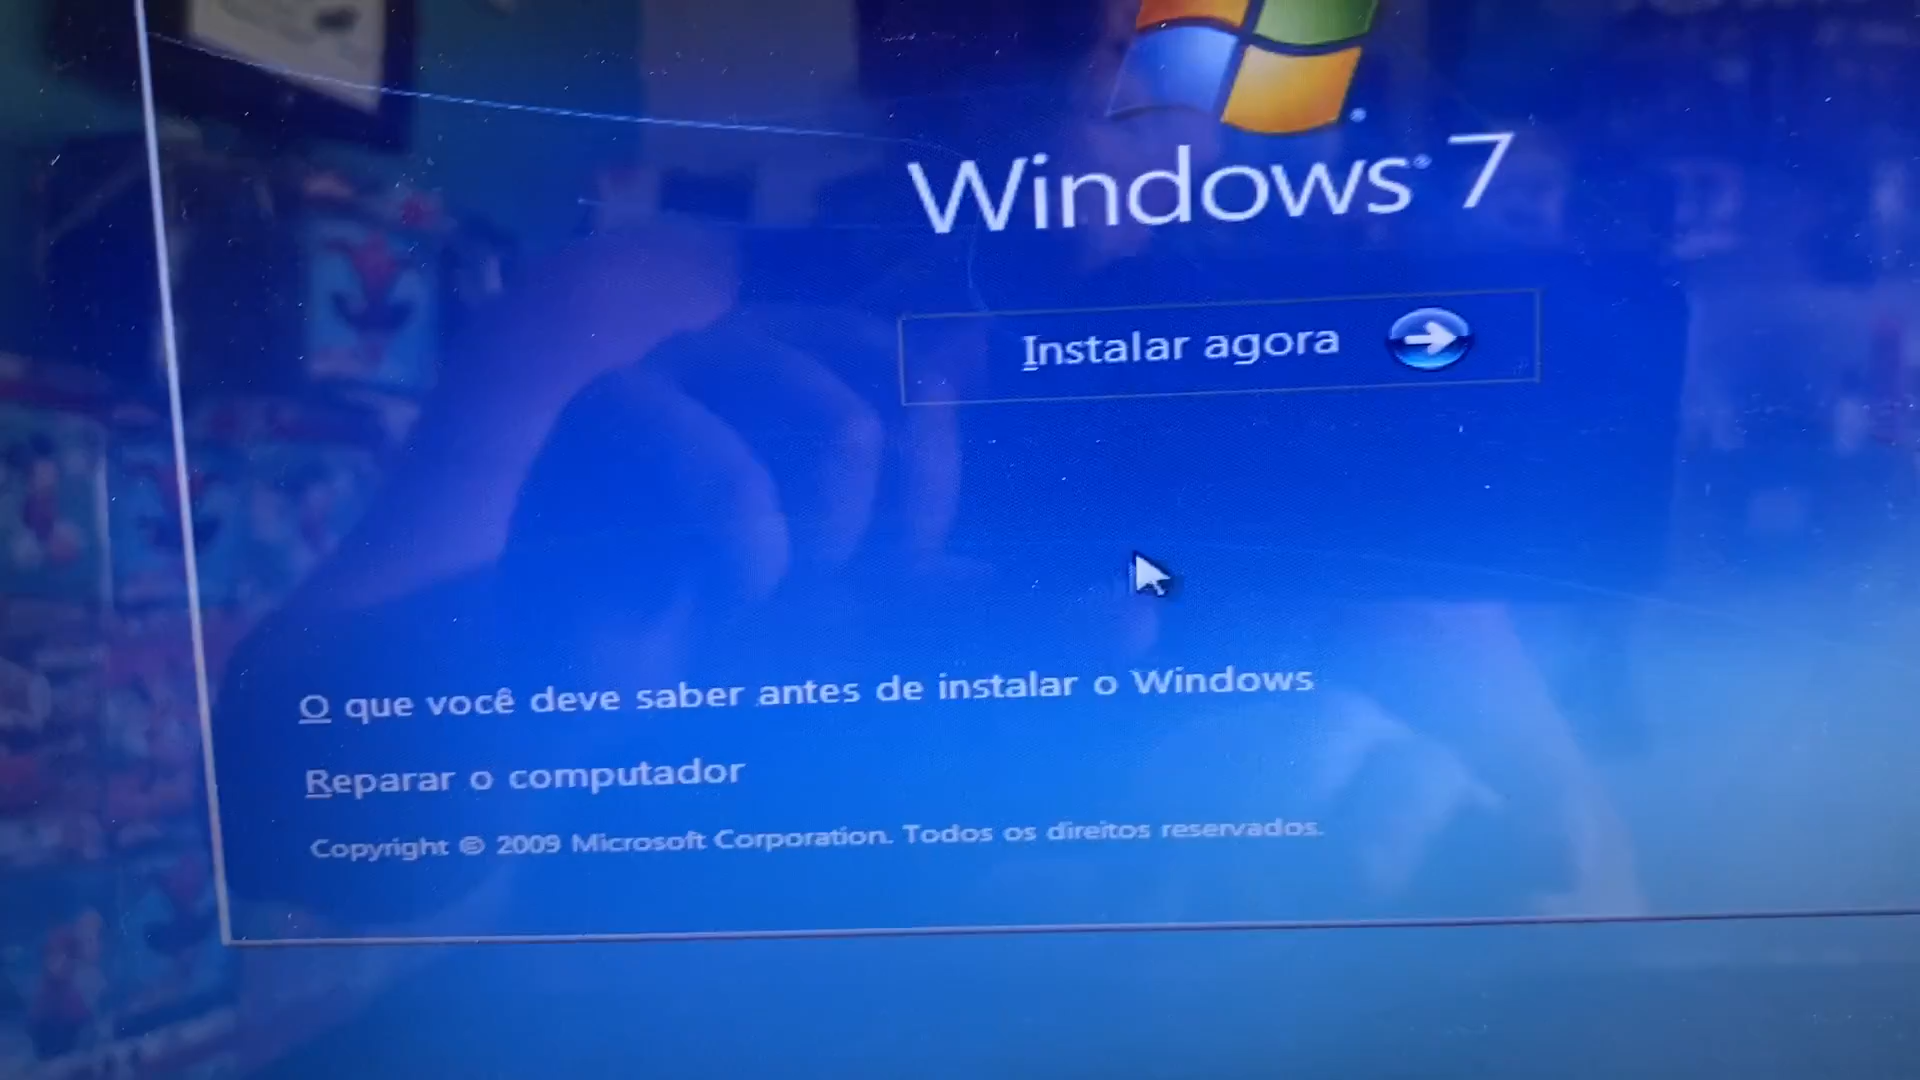 Windows® 7
Instalar agora
O que você deve saber antes de instalar o Windows
Reparar o computador
Copyright © 2009 Microsoft Corporation. Todos os direitos reservados.